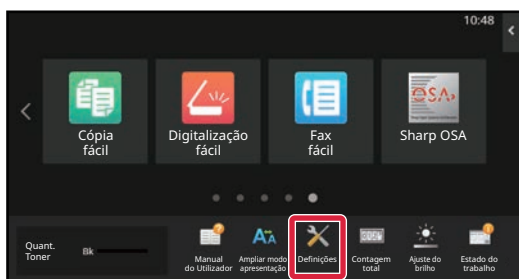 10:48
Cópia
fácil
Digitalização
fácil
Fax
fácil
OSA
Sharp OSA
Quant.
Toner
Bk
Manual
do Utilizador
Ampliar modo
apresentação
Definições
Contagem
total
Ajuste do
brilho
Estado do
trabalho